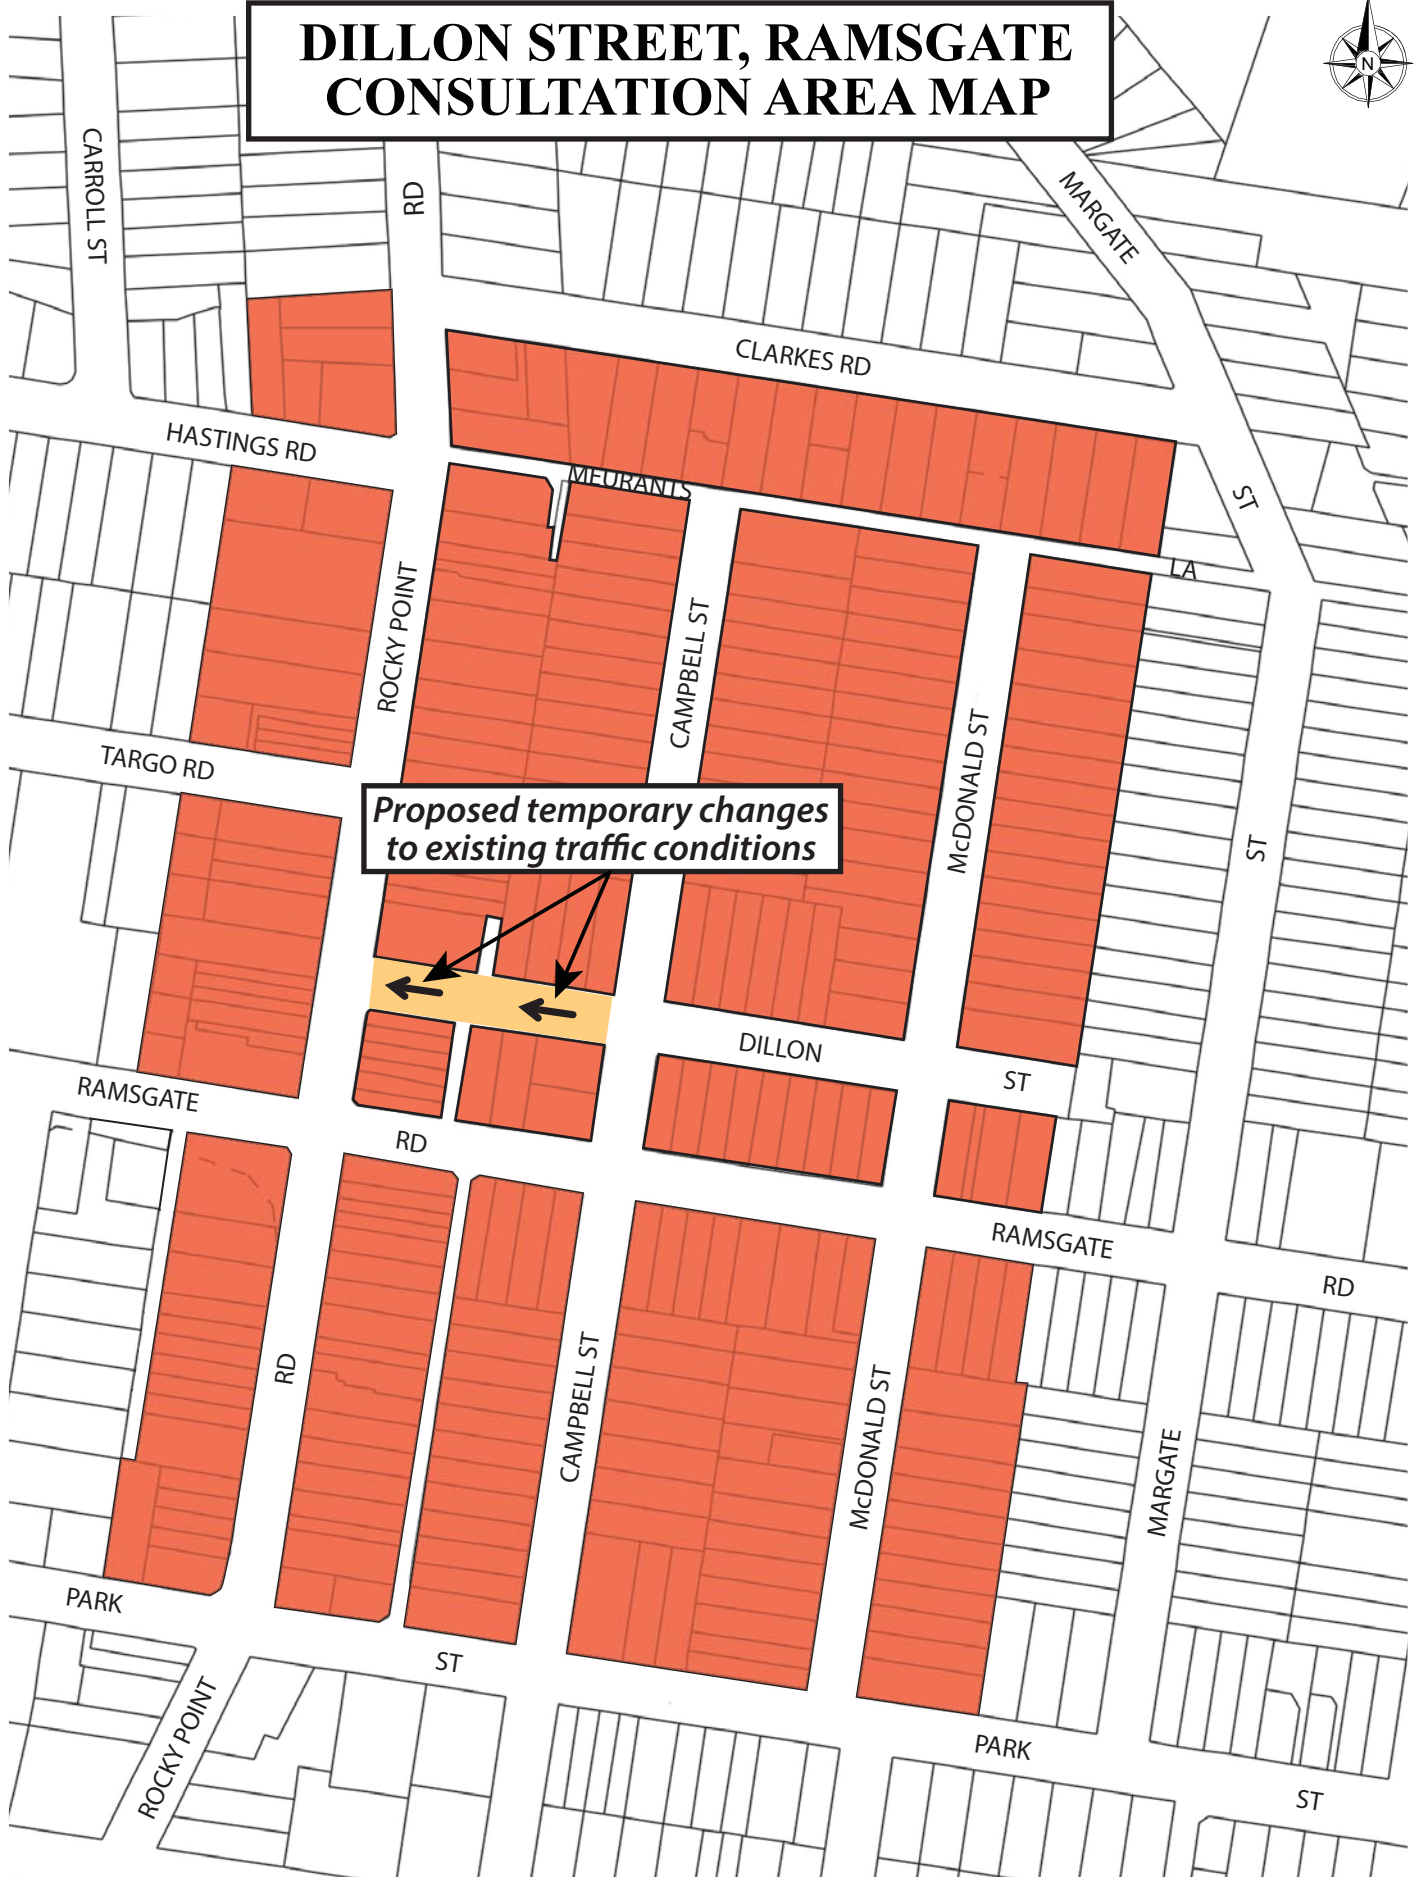 DILLON STREET, RAMSGATE
CONSULTATION AREA MAP
N
CARROLL ST
RD
MARGATE
CLARKES RD
HASTINGS RD
MEURANTS
ST
LA
ROCKY POINT
CAMPBELL ST
McDONALD ST
TARGO RD
Proposed temporary changes
to existing traffic conditions
ST
DILLON
ST
RAMSGATE
RD
RAMSGATE
RD
RD
CAMPBELL ST
McDONALD ST
MARGATE
PARK
ST
ROCKY POINT
PARK
ST